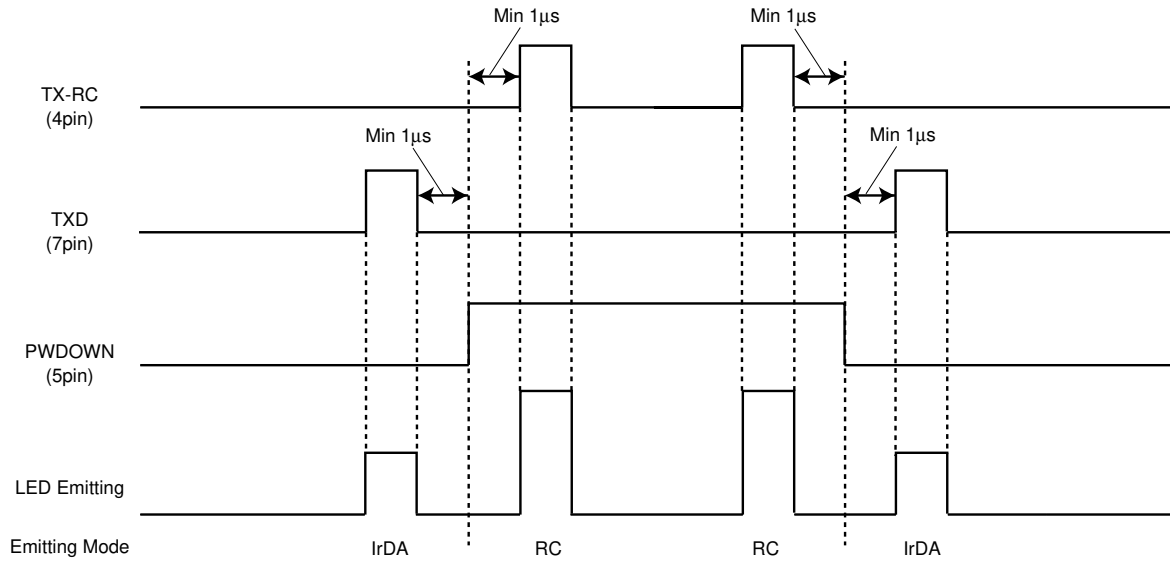 Min 1μs
Min 1μs
TX-RC
(4pin)
Min 1μs
Min 1μs
TXD
(7pin)
PWDOWN
(5pin)
LED Emitting
Emitting Mode
IrDA
RC
RC
IrDA